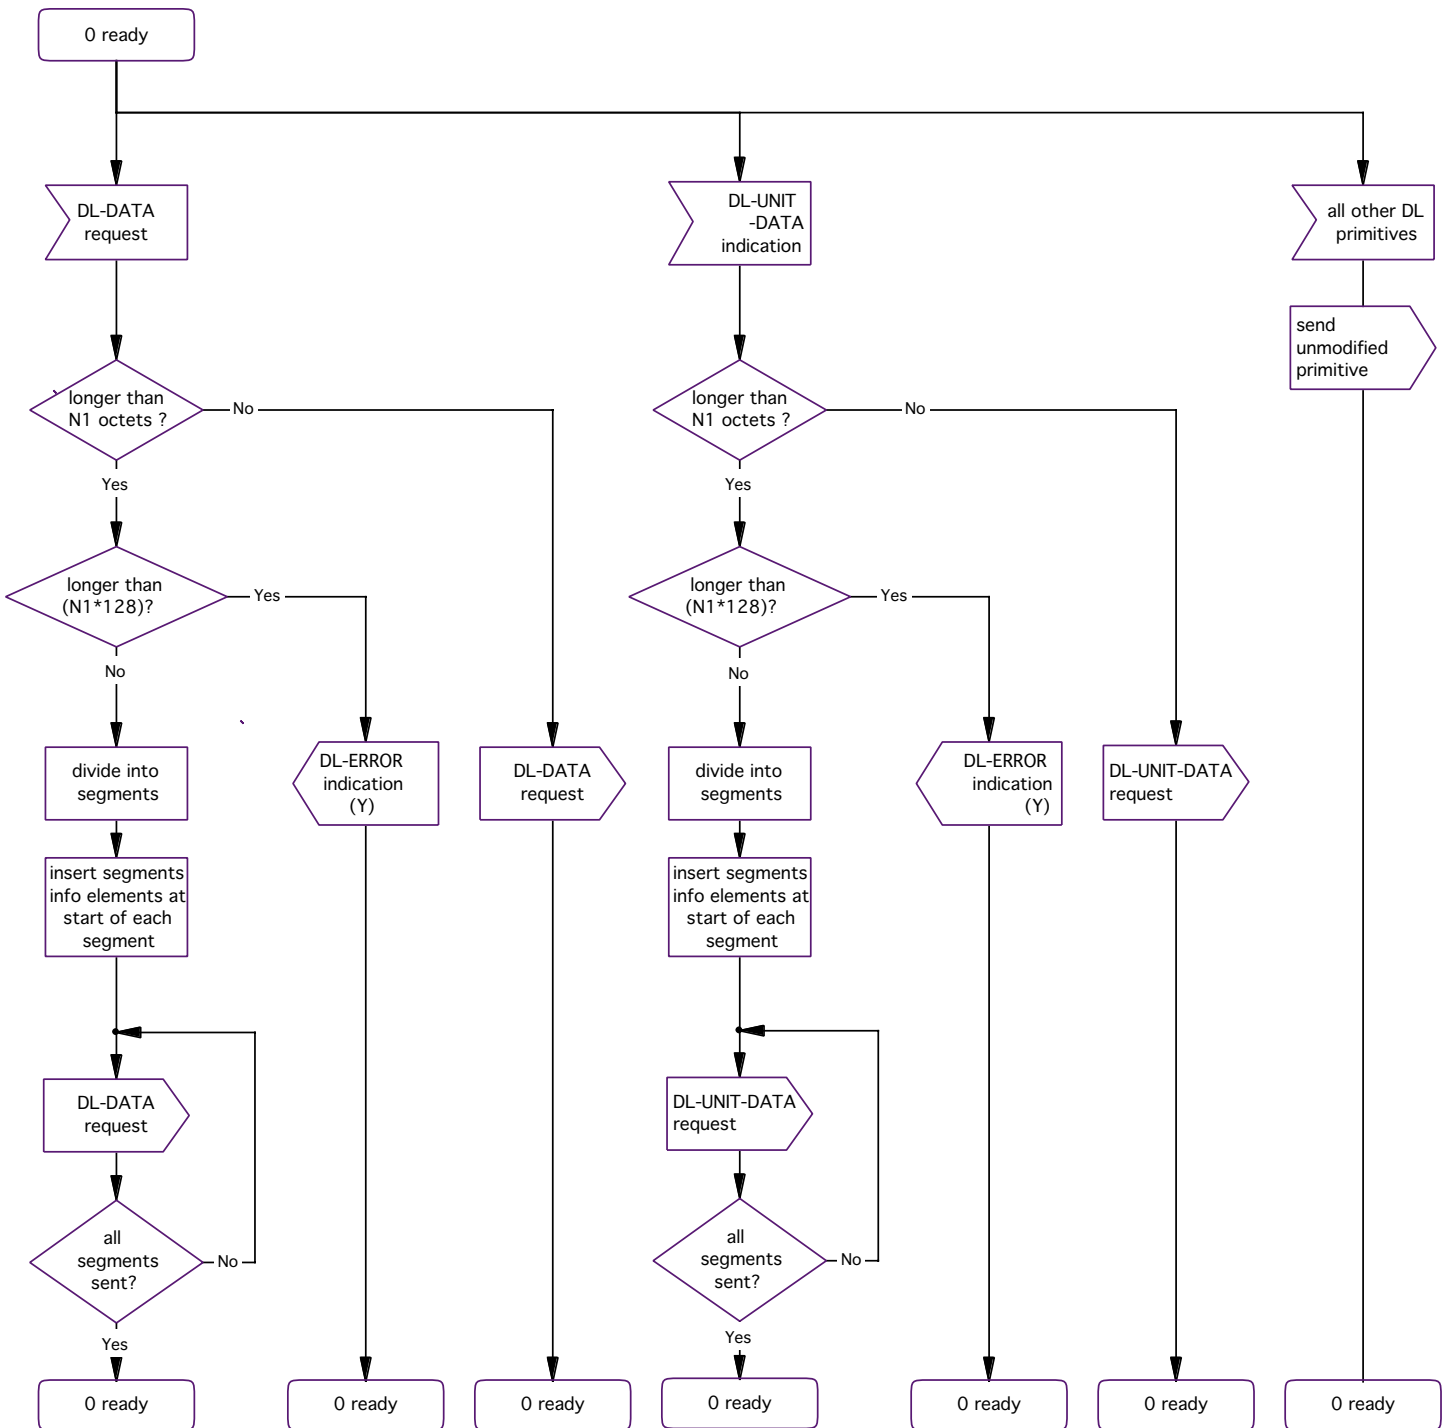 0 ready
DL-DATA
request
DL-UNIT
-DATA
indication
all other DL
primitives
send
unmodified
primitive
longer than
N1 octets ?
No
Yes
longer than
N1 octets ?
No
Yes
longer than
(N1*128)?
Yes
No
longer than
(N1*128)?
Yes
No
divide into
segments
DL-ERROR
indication
(Y)
DL-DATA
request
divide into
segments
DL-ERROR
indication
(Y)
DL-UNIT-DATA
request
insert segments
info elements at
start of each
segment
insert segments
info elements at
start of each
segment
DL-DATA
request
DL-UNIT-DATA
request
all
segments
sent?
No
Yes
all
segments
sent?
No
Yes
0 ready
0 ready
0 ready
0 ready
0 ready
0 ready
0 ready